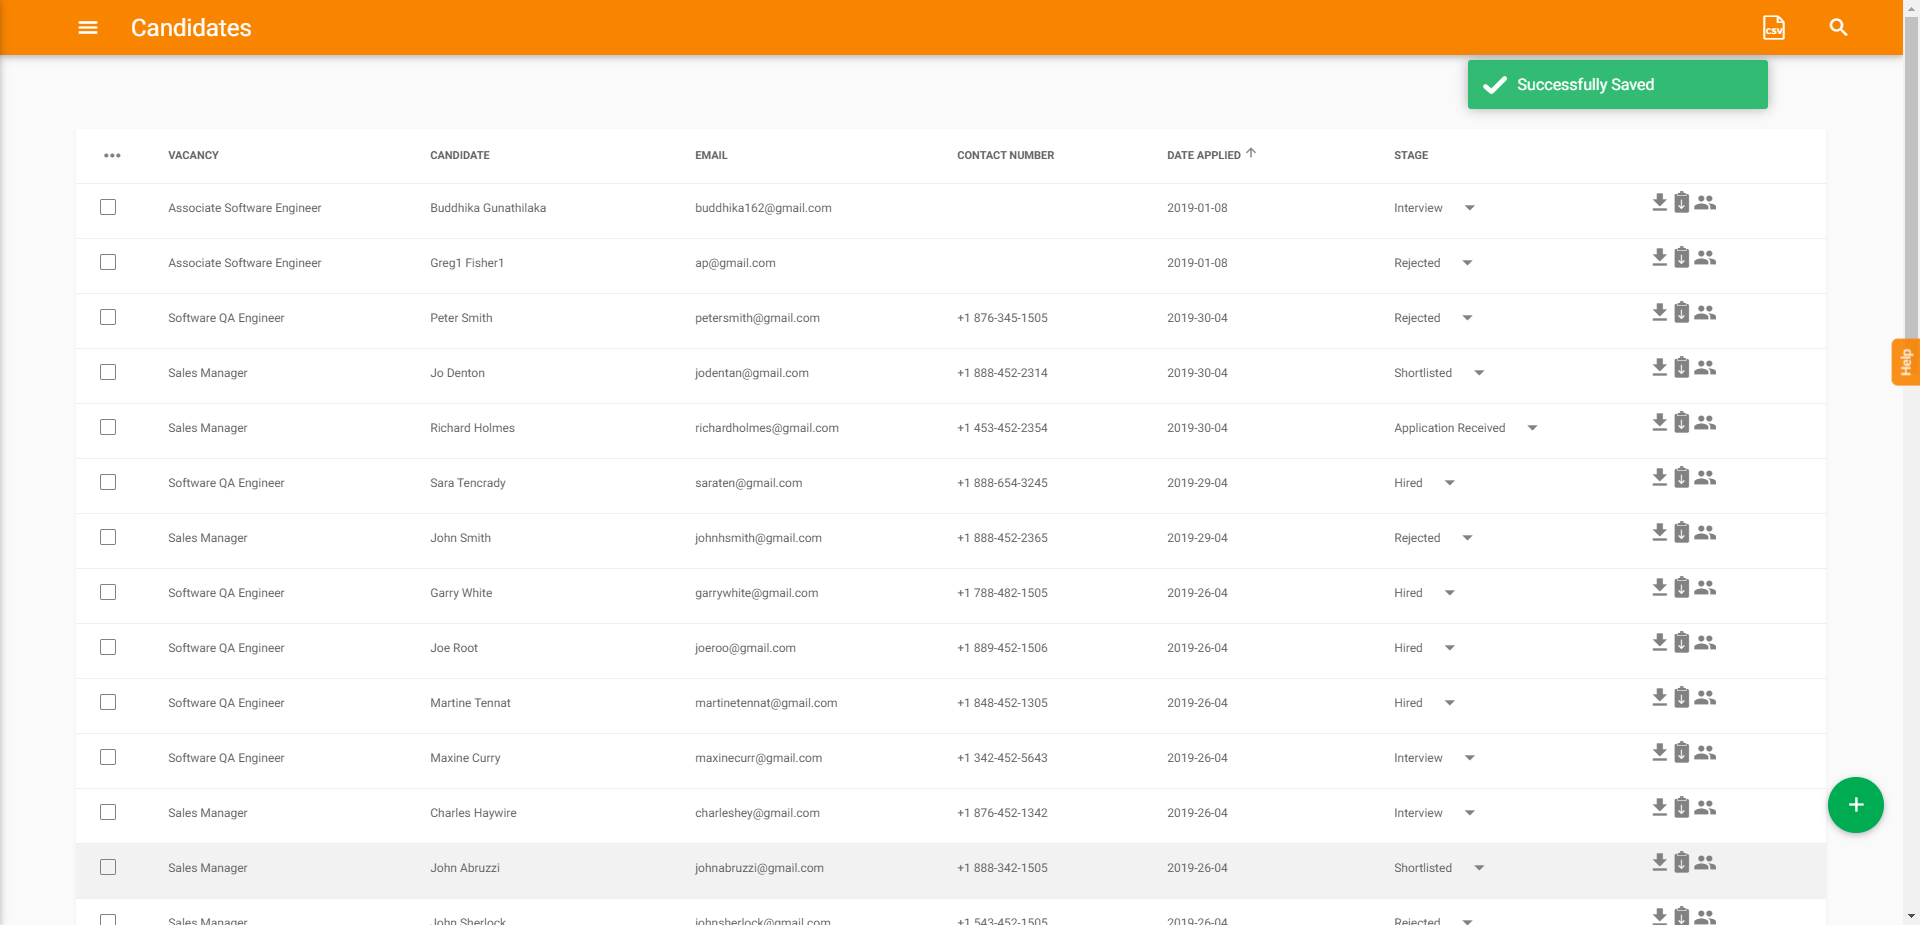 Candidates
CSV
Successfully Saved
VACANCY CANDIDATE EMAIL CONTACT NUMBER DATE APPLIED STAGE
Associate Software Engineer Buddhika Gunathilaka buddhika162@gmail.com 2019-01-08 Interview
Associate Software Engineer Greg1 Fisher1 ap@gmail.com 2019-01-08 Rejected
Software QA Engineer Peter Smith petersmith@gmail.com +1 876-345-1505 2019-30-04 Rejected
Help
Sales Manager Jo Denton jodentan@gmail.com +1 888-452-2314 2019-30-04 Shortlisted
Sales Manager Richard Holmes richardholmes@gmail.com +1 453-452-2354 2019-30-04 Application Received
Software QA Engineer Sara Tencrady saraten@gmail.com +1 888-654-3245 2019-29-04 Hired
Sales Manager John Smith johnhsmith@gmail.com +1 888-452-2365 2019-29-04 Rejected
Software QA Engineer Garry White garrywhite@gmail.com +1 788-482-1505 2019-26-04 Hired
Software QA Engineer Joe Root joeroo@gmail.com +1 889-452-1506 2019-26-04 Hired
Software QA Engineer Martine Tennat martinetennat@gmail.com +1 848-452-1305 2019-26-04 Hired
Software QA Engineer Maxine Curry maxinecurr@gmail.com +1 342-452-5643 2019-26-04 Interview
Sales Manager Charles Haywire charleshey@gmail.com +1 876-452-1342 2019-26-04 Interview
Sales Manager John Abruzzi johnabruzzi@gmail.com +1 888-342-1505 2019-26-04 Shortlisted
Sales Manager John Sherlock johnsherlock@gmail.com +1 543-452-1505 2019-26-04 Rejected